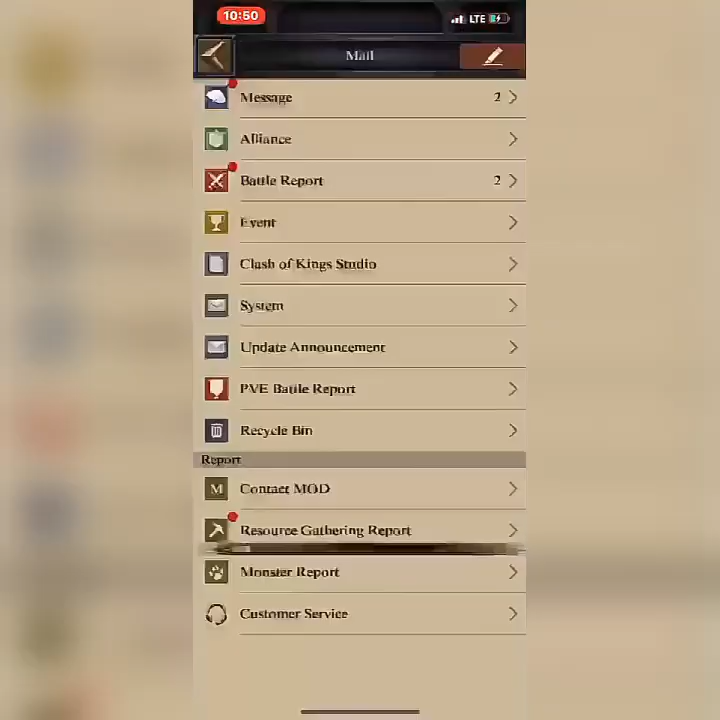 10:50
LTE
Mail
Message 2
Alliance
Battle Report 2
Event
Clash of Kings Studio
System
Update Announcement
PVE Battle Report
Recycle Bin
Report
M Contact MOD
Resource Gathering Report
Monster Report
Customer Service